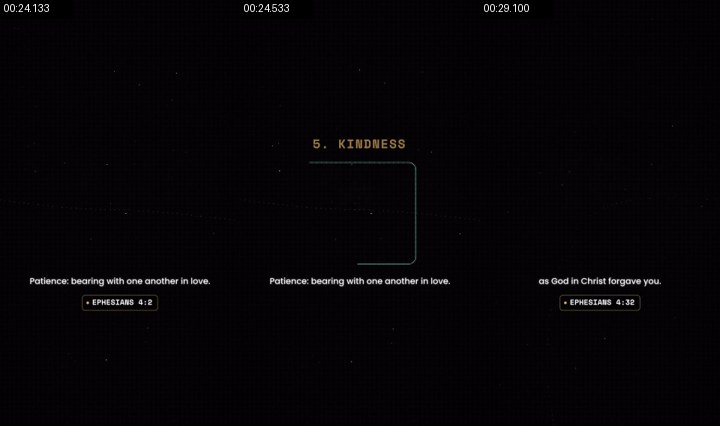 00:24.133
00:24.533
00:29.100
5. KINDNESS
Patience: bearing with one another in love.
EPHESIANS 4:2
Patience: bearing with one another in love.
as God in Christ forgave you.
EPHESIANS 4:32